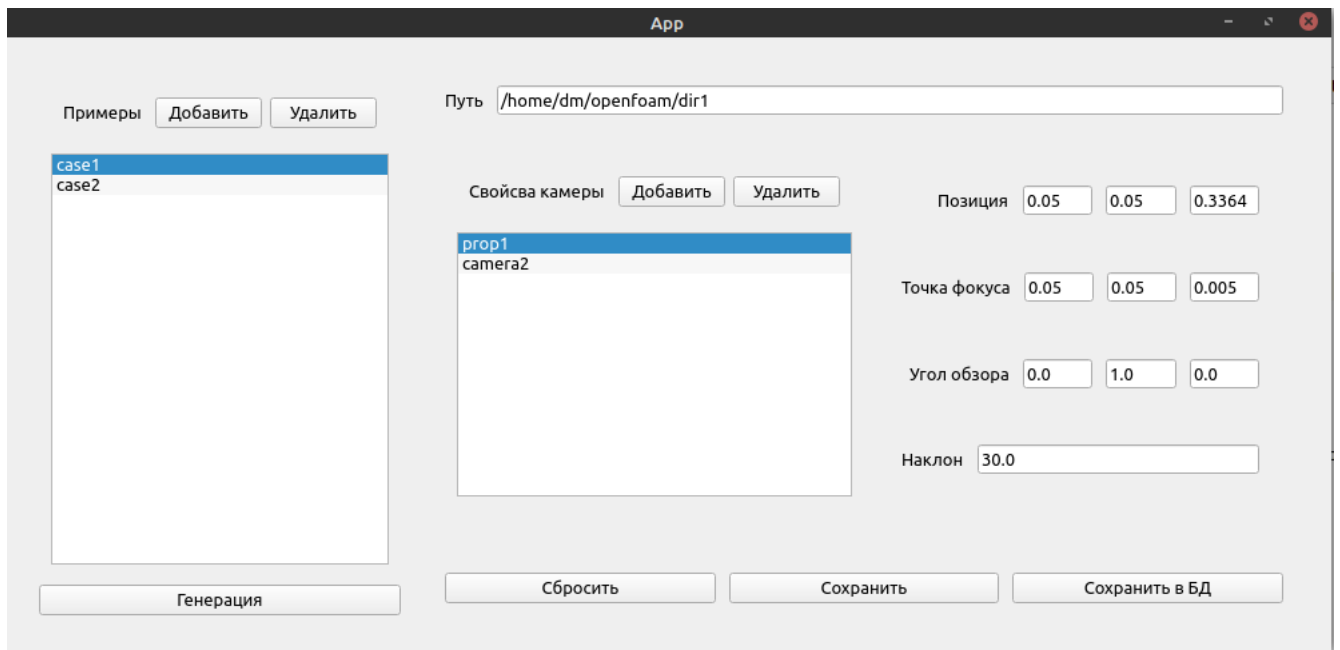 App
Примеры Добавить Удалить
case1
case2
Генерация
Путь /home/dm/openfoam/dir1
Свойсва камеры Добавить Удалить
prop1
camera2
Позиция 0.05 0.05 0.3364
Точка фокуса 0.05 0.05 0.005
Угол обзора 0.0 1.0 0.0
Наклон 30.0
Сбросить Сохранить Сохранить в БД